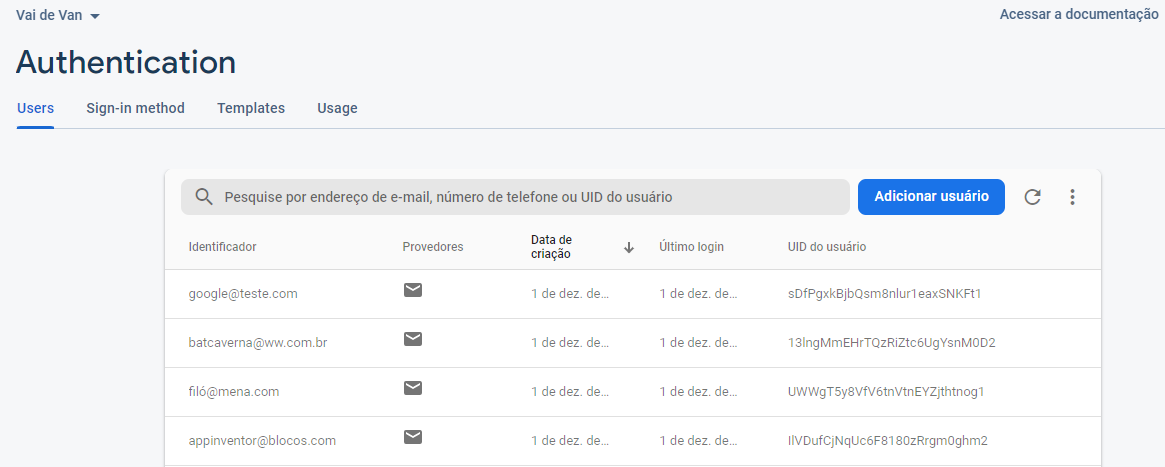 Vai de Van
Acessar a documentação
Authentication
Users Sign-in method Templates Usage
Pesquise por endereço de e-mail, número de telefone ou UID do usuário
Adicionar usuário
Identificador Provedores Data de criação Último login UID do usuário
google@teste.com 1 de dez. de... 1 de dez. de... sDfPgxkBjbQsm8nlur1eaxSNKFt1
batcaverna@ww.com.br 1 de dez. de... 1 de dez. de... 13lngMmEHrTQzRiZtc6UgYsnM0D2
filó@mena.com 1 de dez. de... 1 de dez. de... UWWgT5y8VfV6tnVtnEYZjthtnog1
appinventor@blocos.com 1 de dez. de... 1 de dez. de... IlVDufCjNqUc6F8180zRrgm0ghm2